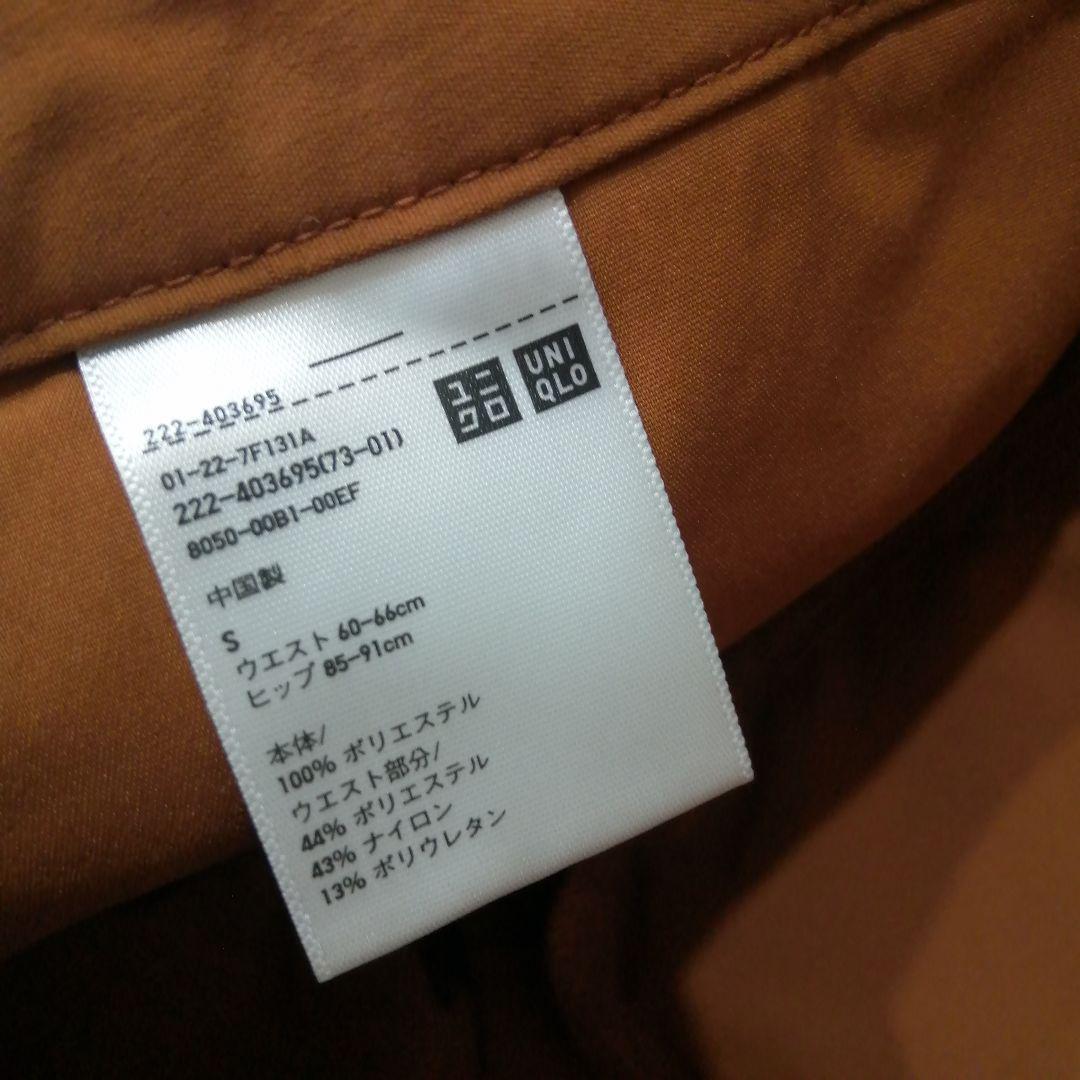 222-403695
ユニクロ
UNIQLO
01-22-7F131A
222-403695(73-01)
8050-00B1-00EF
中国製
S
ウエスト 60-66cm
ヒップ 85-91cm
本体/
100% ポリエステル
ウエスト部分/
44% ポリエステル
43% ナイロン
13% ポリウレタン